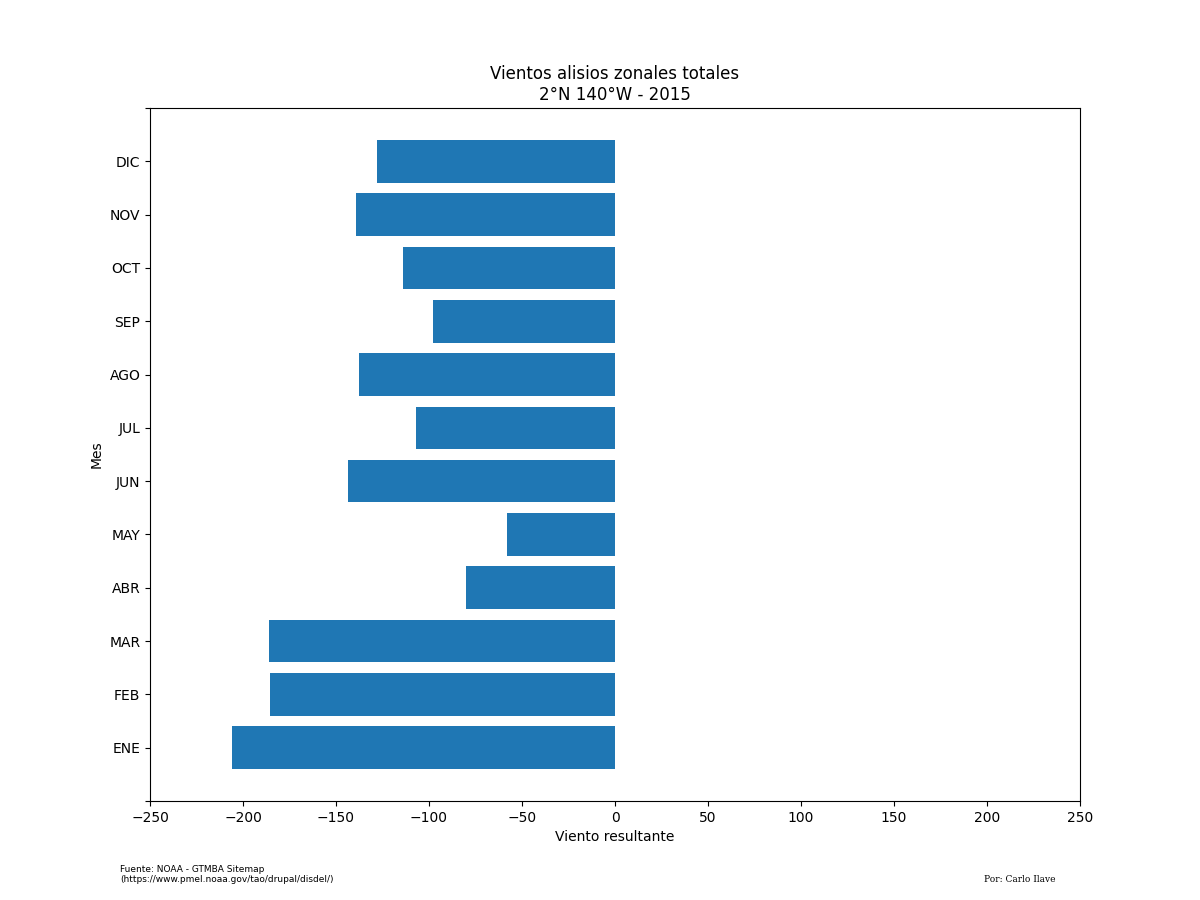 Vientos alisios zonales totales
2°N 140°W - 2015
DIC
NOV
OCT
SEP
AGO
JUL
JUN
MAY
ABR
MAR
FEB
ENE
Mes
−250 −200 −150 −100 −50 0 50 100 150 200 250
Viento resultante
Fuente: NOAA - GTMBA Sitemap
(https://www.pmel.noaa.gov/tao/drupal/disdel/)
Por: Carlo Ilave